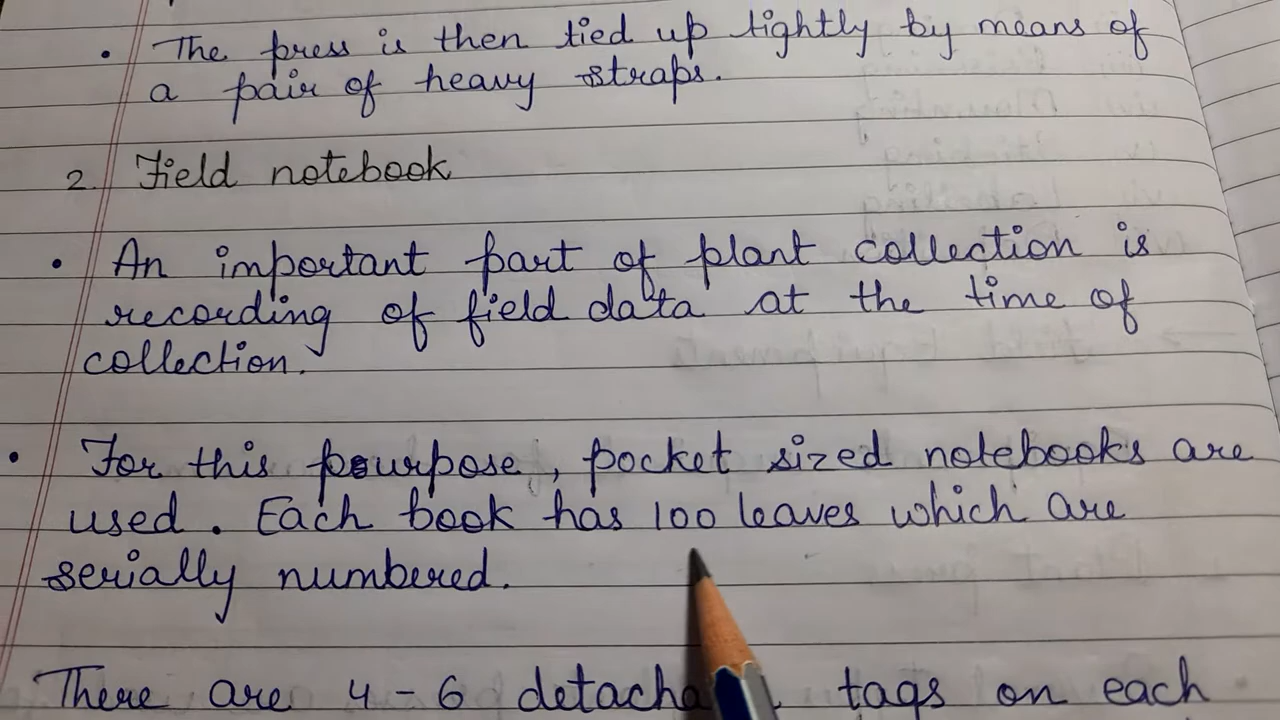 • The press is then tied up tightly by means of
a pair of heavy straps.
2. Field notebook
• An important part of plant collection is
recording of field data at the time of
collection.
• For this purpose, pocket sized notebooks are
used. Each book has 100 leaves which are
serially numbered.
There are 4-6 tags on each